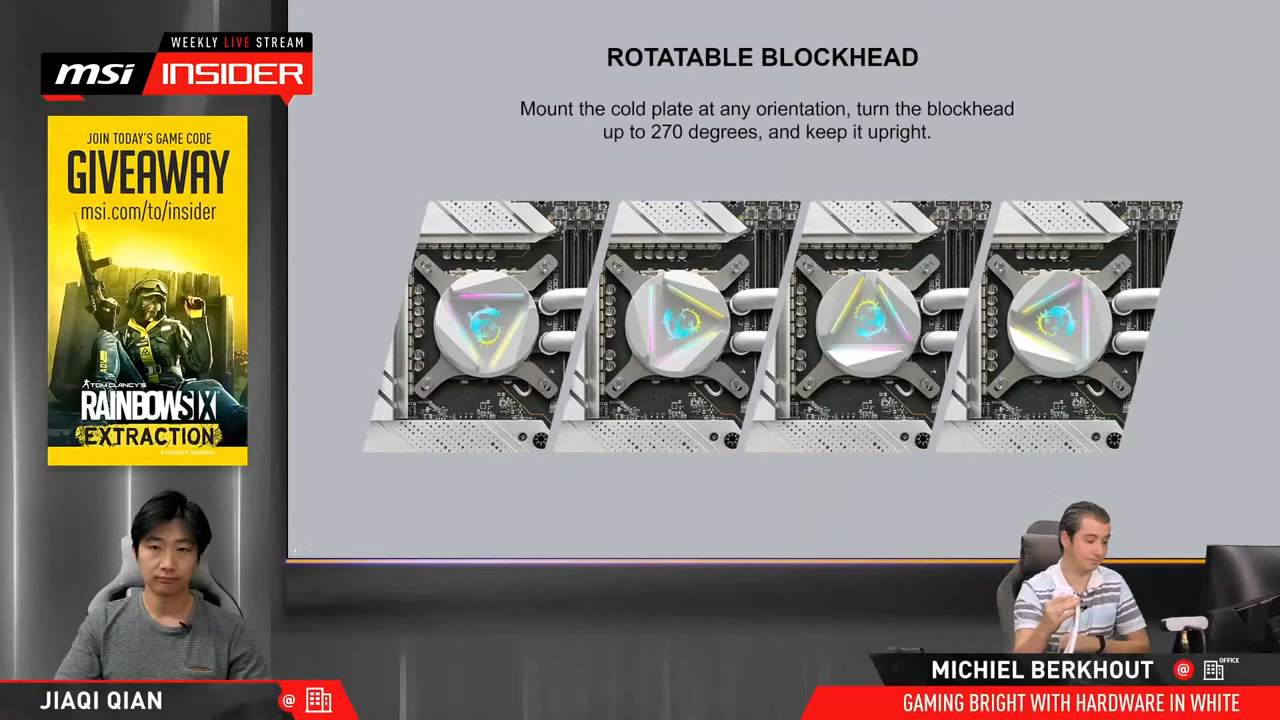 WEEKLY LIVE STREAM
msi INSIDER
JOIN TODAY'S GAME CODE
GIVEAWAY
msi.com/to/insider
TOM CLANCY'S
RAINBOWSIX
EXTRACTION
ROTATABLE BLOCKHEAD
Mount the cold plate at any orientation, turn the blockhead
up to 270 degrees, and keep it upright.
JIAQI QIAN @
MICHIEL BERKHOUT @ OFFICE
GAMING BRIGHT WITH HARDWARE IN WHITE